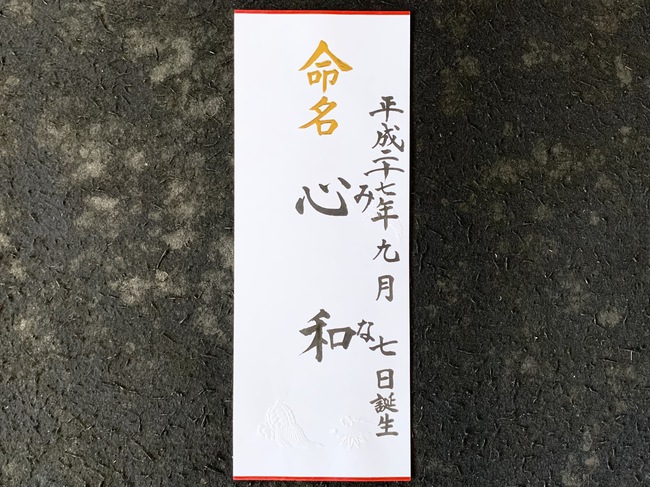 平成二十七年九月七日誕生
命名
心和
みな